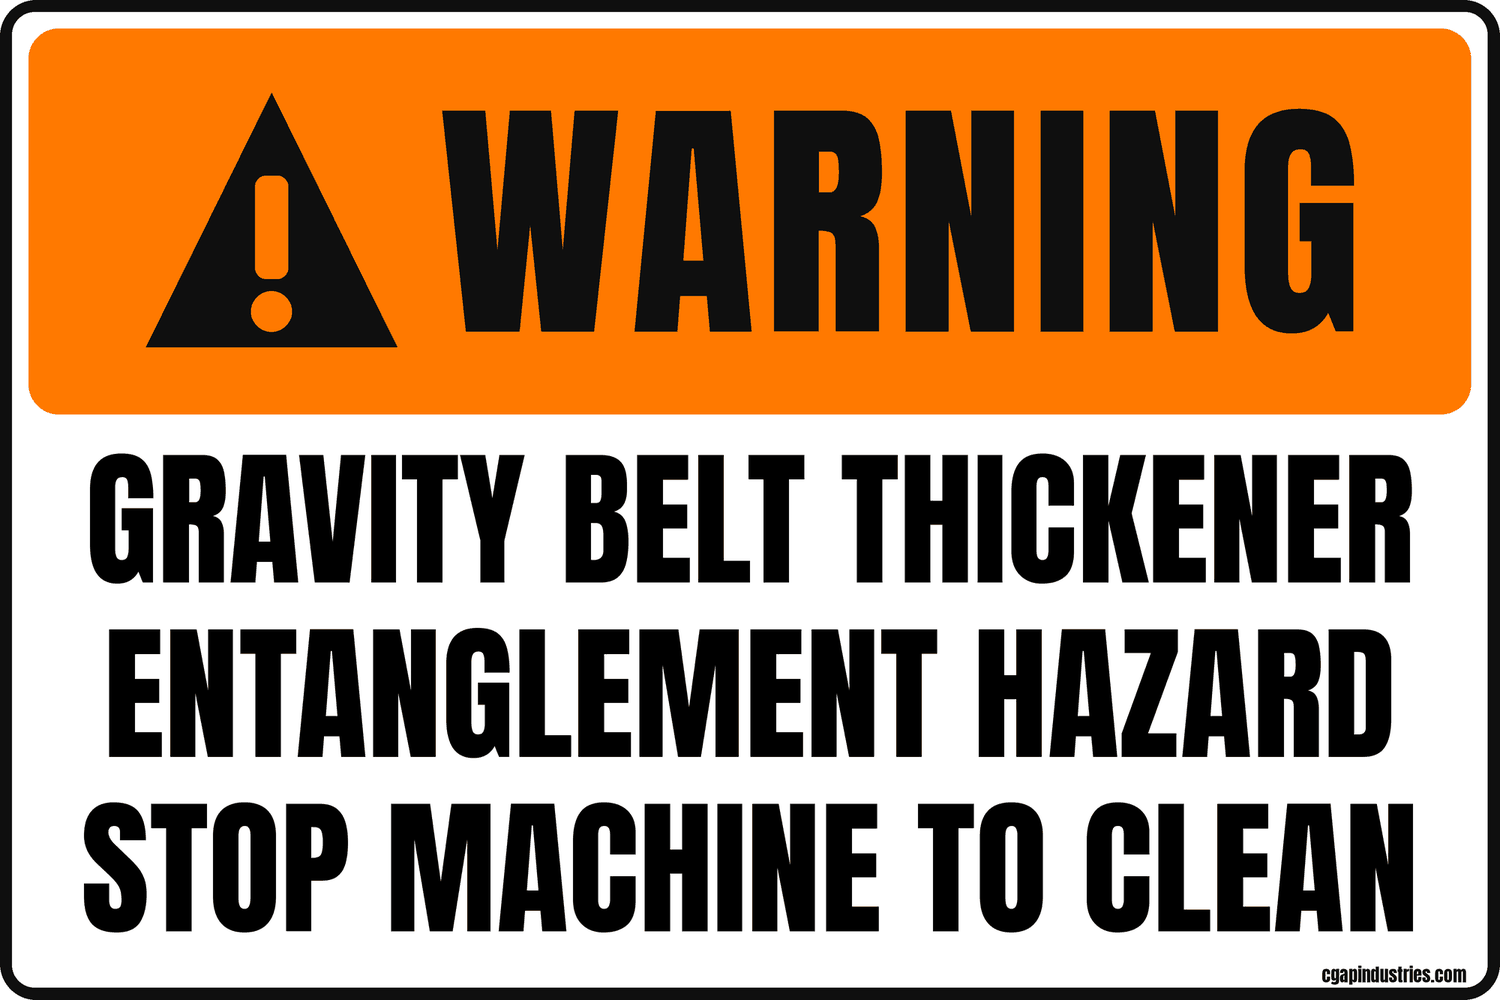 WARNING
GRAVITY BELT THICKENER
ENTANGLEMENT HAZARD
STOP MACHINE TO CLEAN
cgapindustries.com